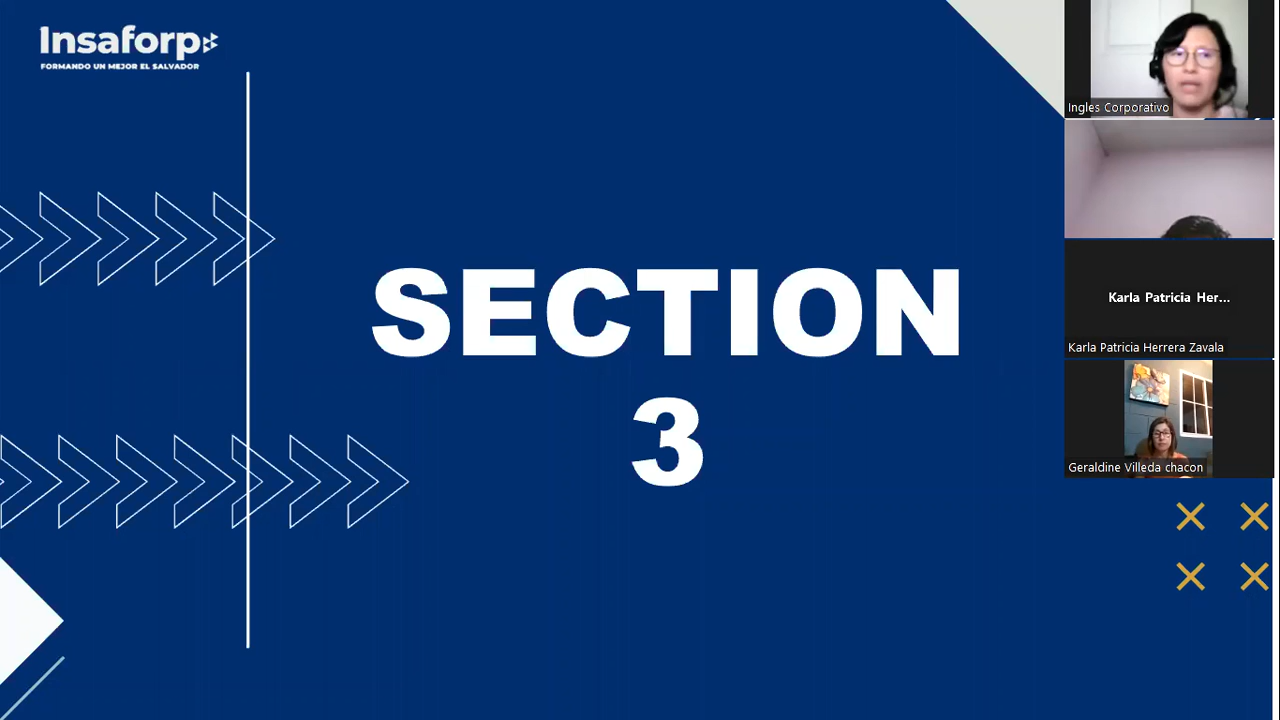 Insaforp
FORMANDO UN MEJOR EL SALVADOR
SECTION
3
Ingles Corporativo
Karla Patricia Her...
Karla Patricia Herrera Zavala
Geraldine Villeda chacon